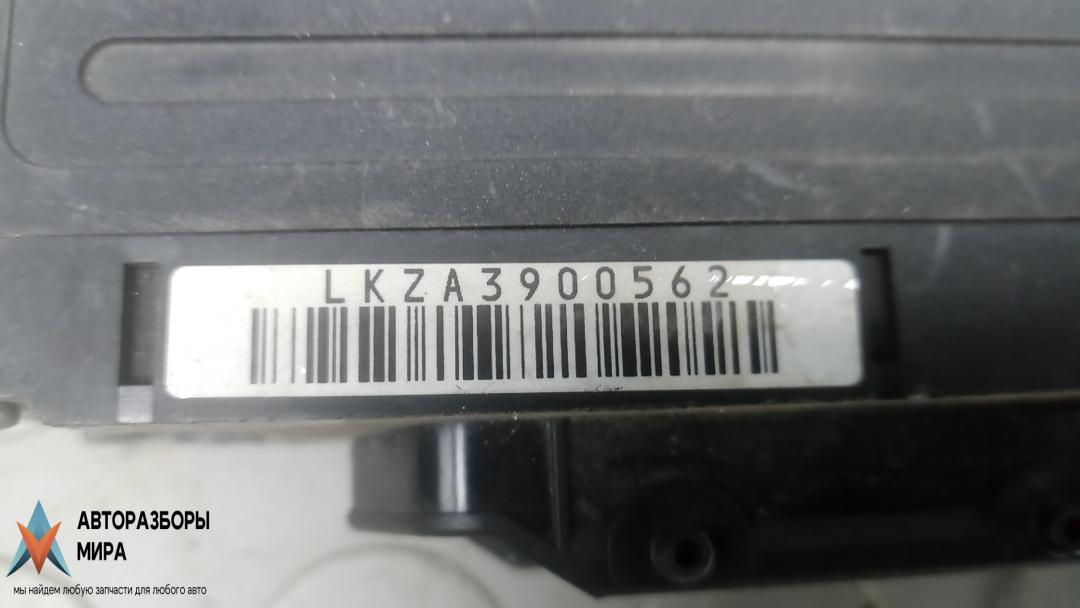 LKZA3900562
АВТОРАЗБОРЫ
МИРА
мы найдем любую запчасти для любого авто